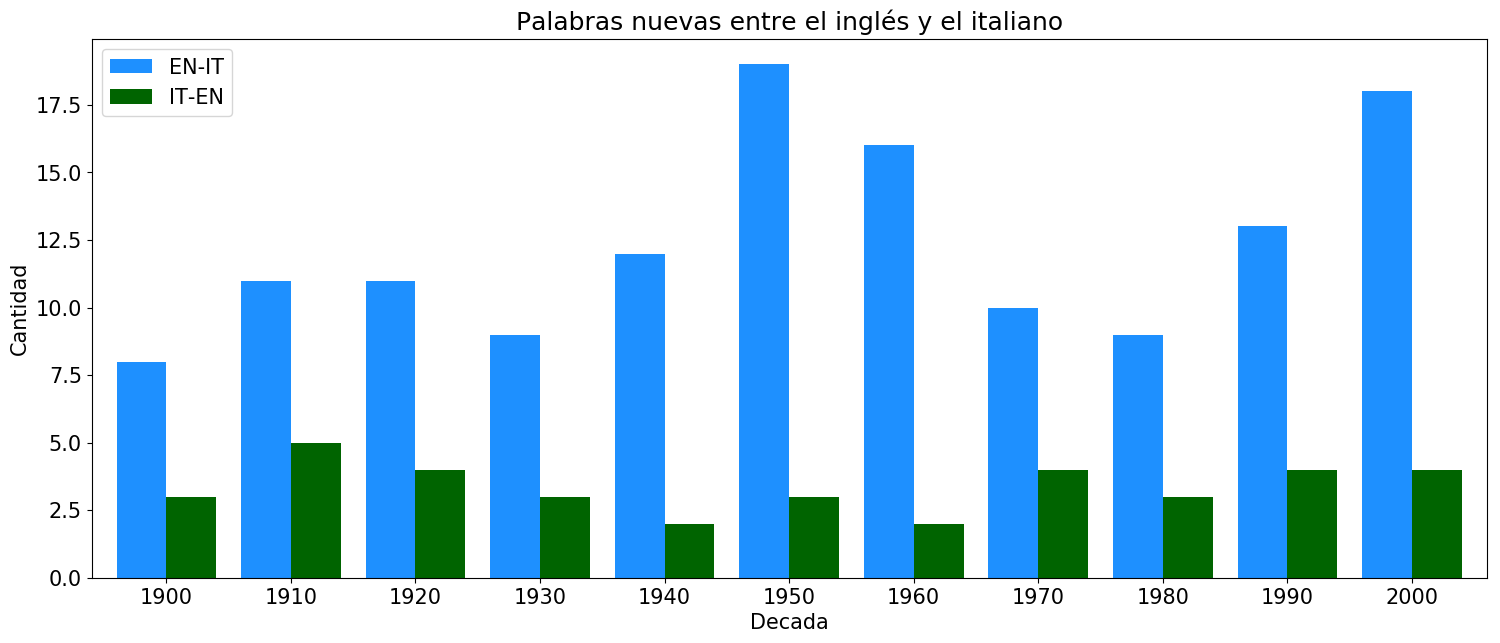 Palabras nuevas entre el inglés y el italiano
EN-IT
IT-EN
17.5
15.0
12.5
10.0
7.5
5.0
2.5
0.0
Cantidad
1900 1910 1920 1930 1940 1950 1960 1970 1980 1990 2000
Decada